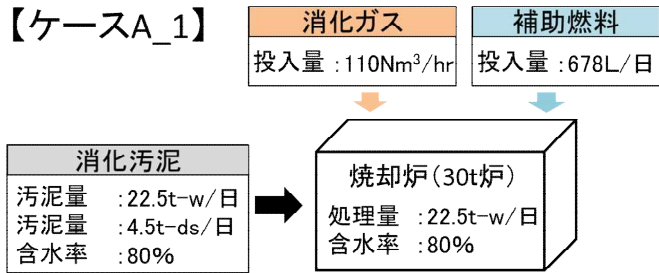 【ケースA_1】
消化ガス
投入量：110Nm³/hr
補助燃料
投入量：678L/日
消化汚泥
汚泥量　：22.5t-w/日
汚泥量　：4.5t-ds/日
含水率　：80%
焼却炉（30t炉）
処理量：22.5t-w/日
含水率：80%